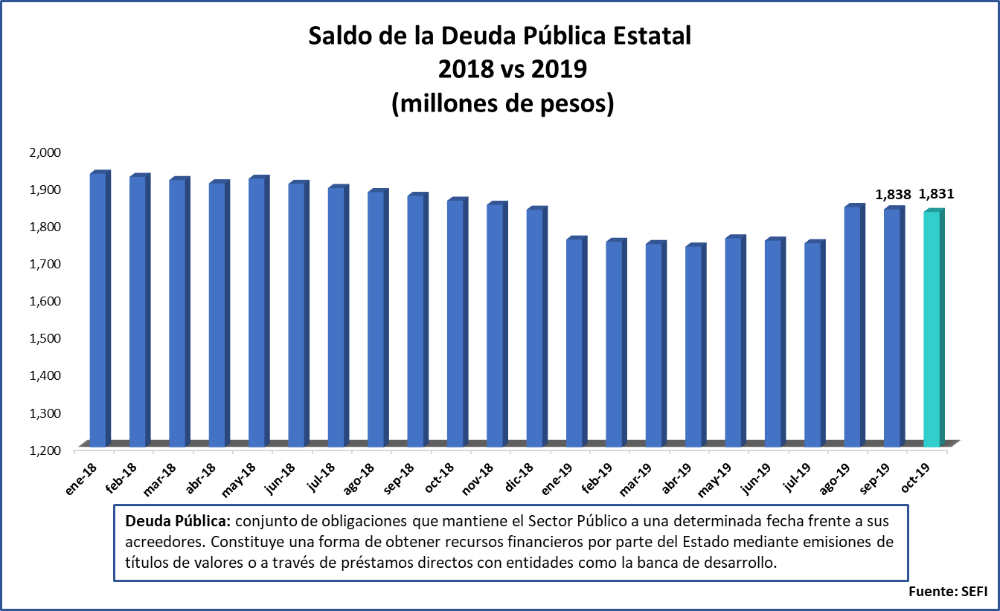 Saldo de la Deuda Pública Estatal
2018 vs 2019
(millones de pesos)
2,000
1,900
1,800
1,700
1,600
1,500
1,400
1,300
1,200
1,838
1,831
ene-18
feb-18
mar-18
abr-18
may-18
jun-18
jul-18
ago-18
sep-18
oct-18
nov-18
dic-18
ene-19
feb-19
mar-19
abr-19
may-19
jun-19
jul-19
ago-19
sep-19
oct-19
Deuda Pública: conjunto de obligaciones que mantiene el Sector Público a una determinada fecha frente a sus
acreedores. Constituye una forma de obtener recursos financieros por parte del Estado mediante emisiones de
títulos de valores o a través de préstamos directos con entidades como la banca de desarrollo.
Fuente: SEFI